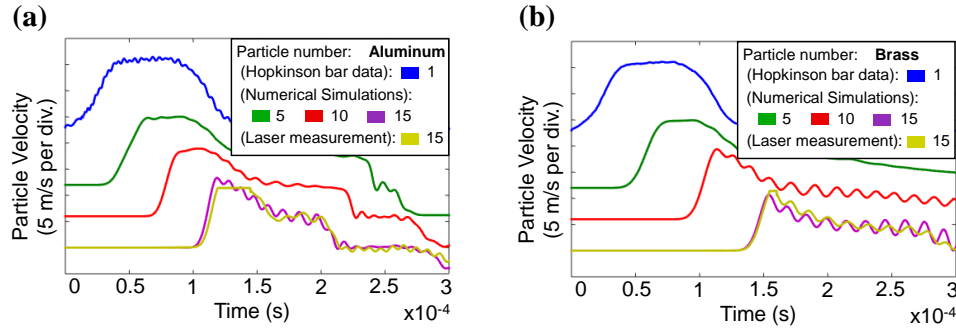 (a)
Particle Velocity
(5 m/s per div.)
Particle number: Aluminum
(Hopkinson bar data): 1
(Numerical Simulations):
5 10 15
(Laser measurement): 15
0 0.5 1 1.5 2 2.5 3
Time (s) x10-4
(b)
Particle Velocity
(5 m/s per div.)
Particle number: Brass
(Hopkinson bar data): 1
(Numerical Simulations):
5 10 15
(Laser measurement): 15
0 0.5 1 1.5 2 2.5 3
Time (s) x10-4